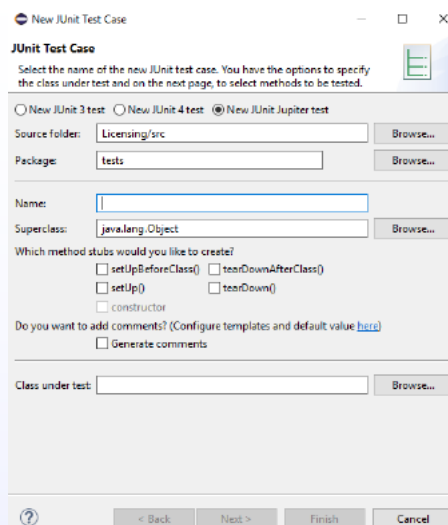 New JUnit Test Case
JUnit Test Case
Select the name of the new JUnit test case. You have the options to specify
the class under test and on the next page, to select methods to be tested.
New JUnit 3 test New JUnit 4 test New JUnit Jupiter test
Source folder: Licensing/src Browse...
Package: tests Browse...
Name:
Superclass: java.lang.Object Browse...
Which method stubs would you like to create?
setUpBeforeClass() tearDownAfterClass()
setUp() tearDown()
constructor
Do you want to add comments? (Configure templates and default value here)
Generate comments
Class under test: Browse...
? < Back Next > Finish Cancel